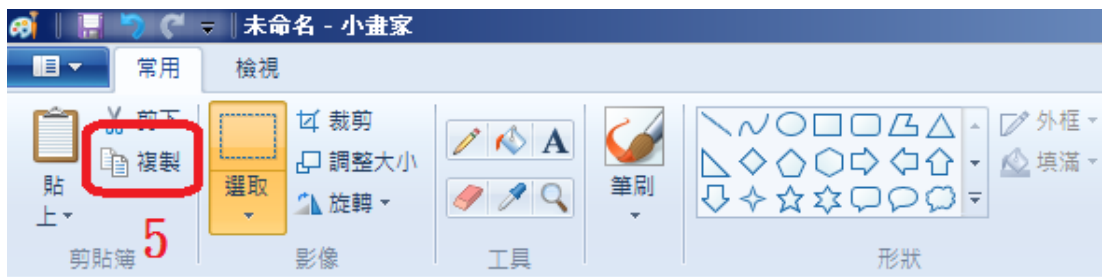 未命名 - 小畫家
常用 檢視
剪下
複製
貼
上
剪貼簿
5
選取
裁剪
調整大小
旋轉
影像
A
工具
筆刷
形狀
外框
填滿